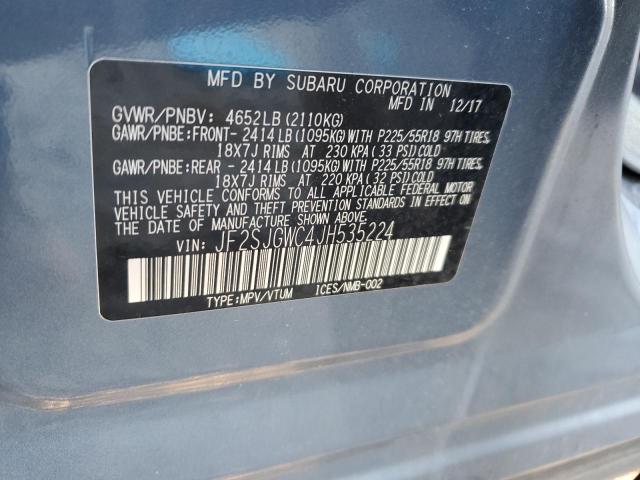 MFD BY SUBARU CORPORATION
MFD IN 12/17
GVWR/PNBV: 4652LB(2110KG)
GAWR/PNBE:FRONT- 2414LB(1095KG)WITH P225/55R18 97H TIRES,
18X7J RIMS AT 230 KPA(33 PSI)COLD
GAWR/PNBE:REAR - 2414LB(1095KG)WITH P225/55R18 97H TIRES,
18X7J RIMS AT 220 KPA(32 PSI)COLD
THIS VEHICLE CONFORMS TO ALL APPLICABLE FEDERAL MOTOR
VEHICLE SAFETY AND THEFT PREVENTION STANDARDS IN EFFECT ON
THE DATE OF MANUFACTURE SHOWN ABOVE.
VIN: JF2SJGWC4JH535224
TYPE:MPV/VTUM ICES/NMB-002